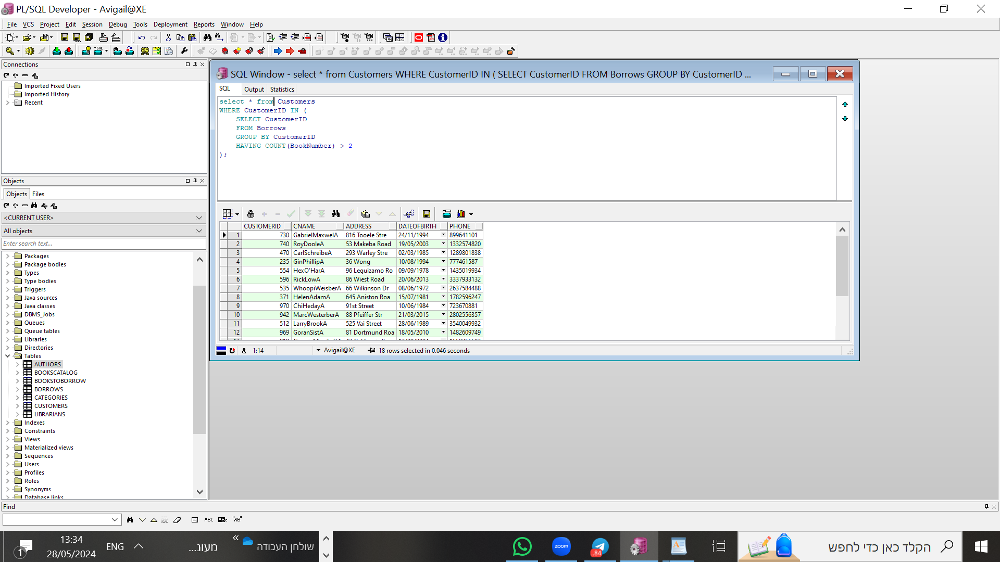 PL/SQL Developer - Avigail@XE
File VCS Project Edit Session Debug Tools Deployment Reports Window Help
Connections
Imported Fixed Users
Imported History
Recent
Objects
Objects Files
<CURRENT USER>
All objects
Enter search text...
Packages
Package bodies
Types
Type bodies
Triggers
Java sources
Java classes
DBMS_Jobs
Queues
Queue tables
Libraries
Directories
Tables
AUTHORS
BOOKSCATALOG
BOOKSTOBORROW
BORROWS
CATEGORIES
CUSTOMERS
LIBRARIANS
Indexes
Constraints
Views
Materialized views
Sequences
Users
Profiles
Roles
Synonyms
Database links
SQL Window - select * from Customers WHERE CustomerID IN ( SELECT CustomerID FROM Borrows GROUP BY CustomerID ...
SQL Output Statistics
select * from Customers
WHERE CustomerID IN (
SELECT CustomerID
FROM Borrows
GROUP BY CustomerID
HAVING COUNT(BookNumber) > 2
);
CUSTOMERID CNAME ADDRESS DATEOFBIRTH PHONE
1 730 GabrielMaxwelA 816 Tooele Stre 24/11/1994 899641101
2 740 RoyDooleA 53 Makeba Road 19/05/2003 1332574820
3 470 CarlSchreibeA 293 Warley Stre 02/03/1985 1289801838
4 235 GinPhillipA 36 Wong 10/08/1994 777461587
5 554 HexO'HarA 96 Leguizamo Ro 09/09/1978 1435019934
6 596 RickLowA 86 Wiest Road 20/06/2013 3337933132
7 535 WhoopiWeisberA 66 Wilkinson Dr 08/06/1972 2637584488
8 371 HelenAdamA 645 Aniston Roa 15/07/1981 1782596247
9 970 ChiHedayA 91st Street 10/06/1984 723670881
10 942 MarcWesterberA 88 Pfeiffer Str 21/03/2015 2802556357
11 512 LarryBrookA 525 Vai Street 28/06/1989 3540049932
12 969 GoranSistA 81 Dortmund Roa 18/05/2010 1482609749
& 1:14 Avigail@XE 18 rows selected in 0.046 seconds
Find
ABC "AB"
13:34
28/05/2024
1
ENG
מעונ...
שולחן העבודה
zoom
..84
הקלד כאן כדי לחפש